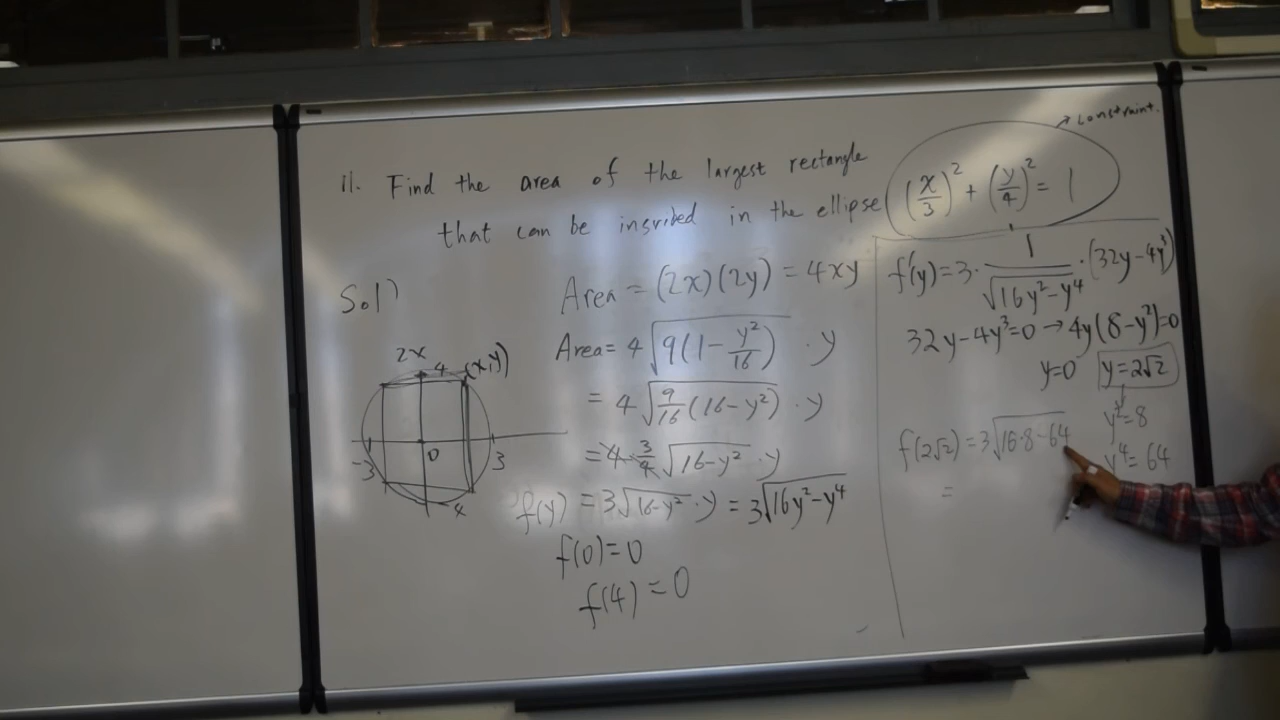 → constraint.
11. Find the area of the largest rectangle
that can be insribed in the ellipse (x/3)² + (y/4)² = 1
Sol)
Area = (2x)(2y) = 4xy
Area = 4√(9(1 - y²/16)) · y
= 4√(9/16 (16 - y²)) · y
= 4 · 3/4 √(16 - y²) · y
f(y) = 3√(16 - y²) · y = 3√(16y² - y⁴)
f(0) = 0
f(4) = 0
2x
4
(x,y)
-3
0
3
-4
f'(y) = 3 · 1/√(16y² - y⁴) · (32y - 4y³)
32y - 4y³ = 0 → 4y(8 - y²) = 0
y=0 y=2√2
y² = 8
f(2√2) = 3√(16·8 - 64)
y⁴ = 64
=